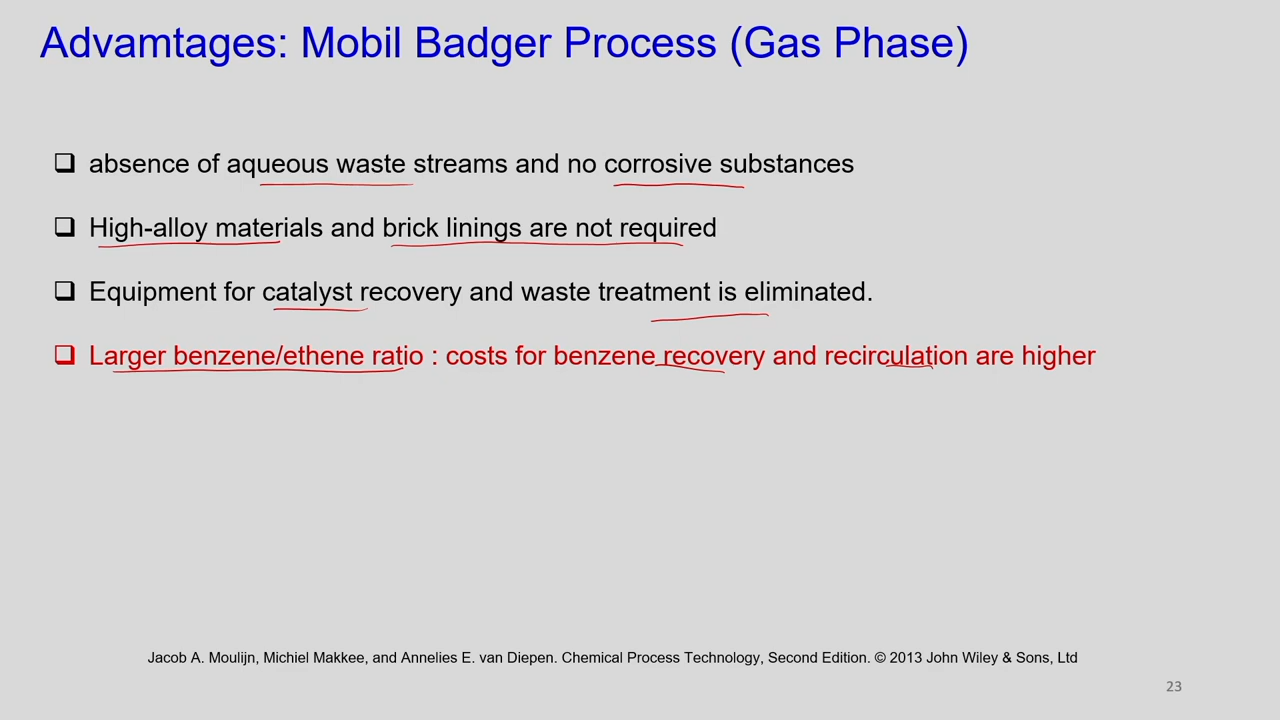 Advamtages: Mobil Badger Process (Gas Phase)
absence of aqueous waste streams and no corrosive substances
High-alloy materials and brick linings are not required
Equipment for catalyst recovery and waste treatment is eliminated.
Larger benzene/ethene ratio : costs for benzene recovery and recirculation are higher
Jacob A. Moulijn, Michiel Makkee, and Annelies E. van Diepen. Chemical Process Technology, Second Edition. © 2013 John Wiley & Sons, Ltd
23